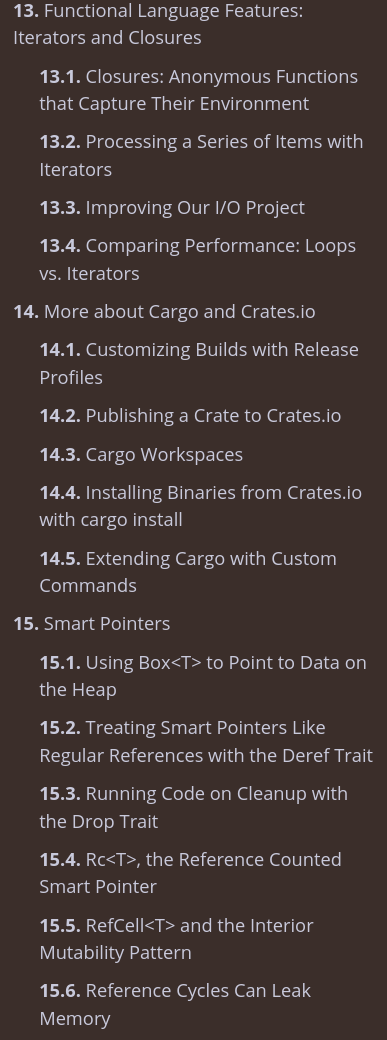 13. Functional Language Features:
Iterators and Closures
13.1. Closures: Anonymous Functions
that Capture Their Environment
13.2. Processing a Series of Items with
Iterators
13.3. Improving Our I/O Project
13.4. Comparing Performance: Loops
vs. Iterators
14. More about Cargo and Crates.io
14.1. Customizing Builds with Release
Profiles
14.2. Publishing a Crate to Crates.io
14.3. Cargo Workspaces
14.4. Installing Binaries from Crates.io
with cargo install
14.5. Extending Cargo with Custom
Commands
15. Smart Pointers
15.1. Using Box<T> to Point to Data on
the Heap
15.2. Treating Smart Pointers Like
Regular References with the Deref Trait
15.3. Running Code on Cleanup with
the Drop Trait
15.4. Rc<T>, the Reference Counted
Smart Pointer
15.5. RefCell<T> and the Interior
Mutability Pattern
15.6. Reference Cycles Can Leak
Memory